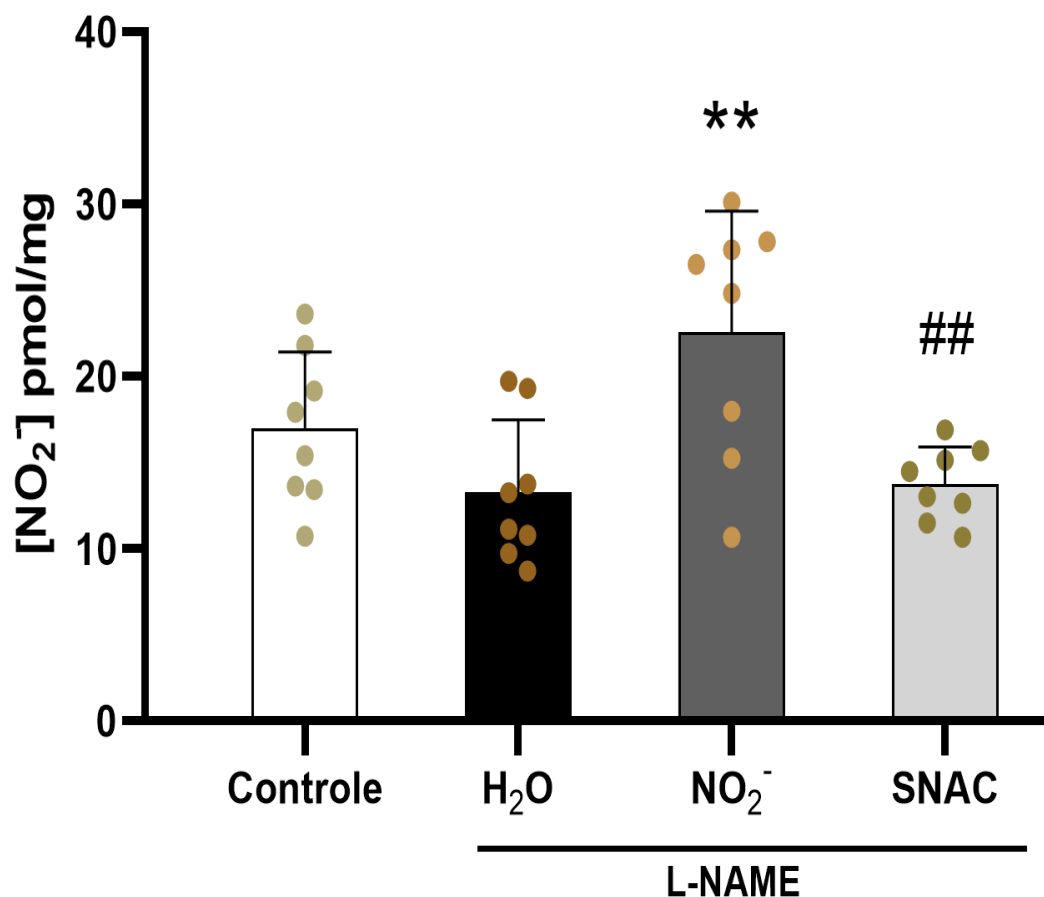 [NO₂⁻] pmol/mg
40
30
20
10
0
**
##
Controle H₂O NO₂⁻ SNAC
L-NAME